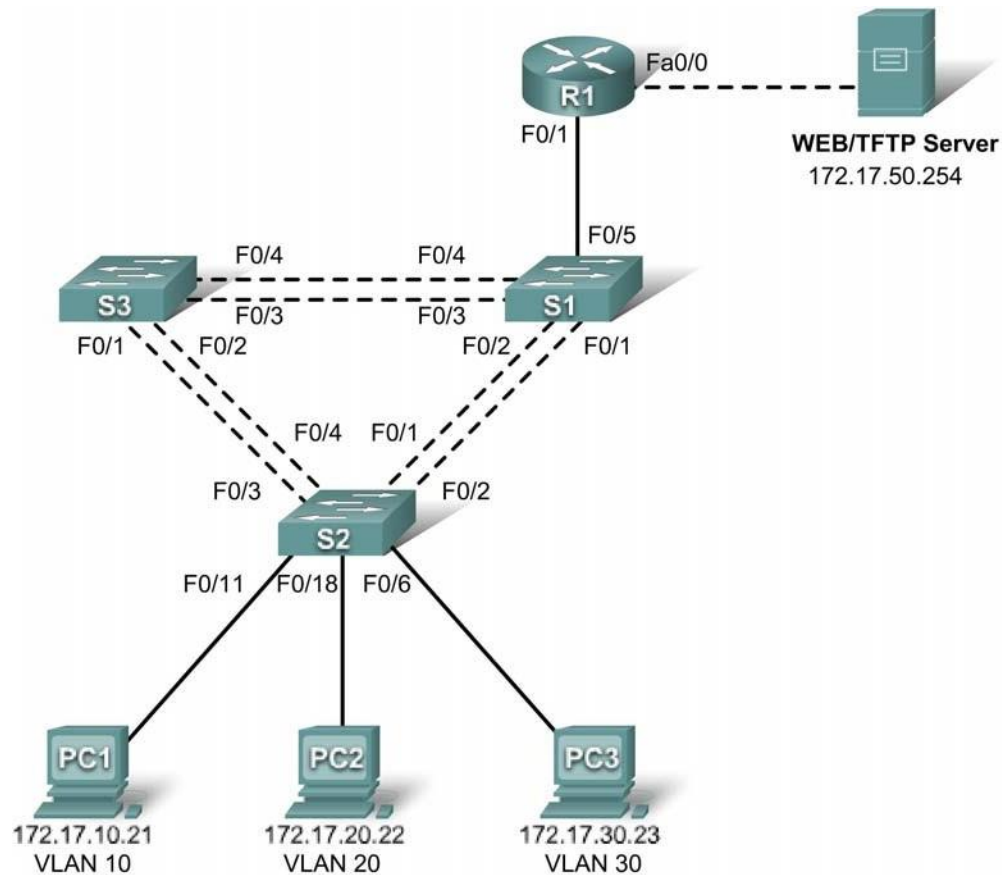 Fa0/0
R1
F0/1
WEB/TFTP Server
172.17.50.254
F0/5
F0/4
F0/4
S3
S1
F0/3
F0/3
F0/1
F0/2
F0/2
F0/1
F0/4
F0/1
F0/3
F0/2
S2
F0/11
F0/18
F0/6
PC1
PC2
PC3
172.17.10.21
172.17.20.22
172.17.30.23
VLAN 10
VLAN 20
VLAN 30